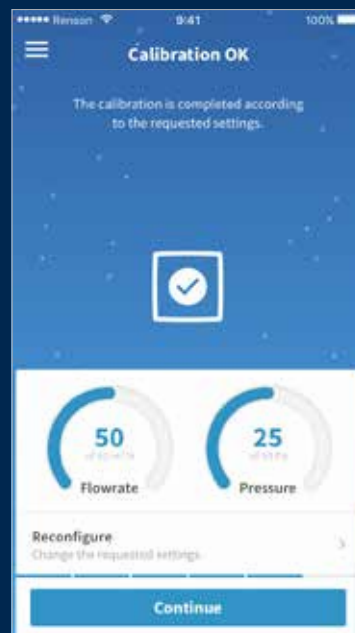 Renson 9:41 100%
Calibration OK
The calibration is completed according
to the requested settings.
50
Flowrate
25
Pressure
Reconfigure
Change the requested settings
Continue